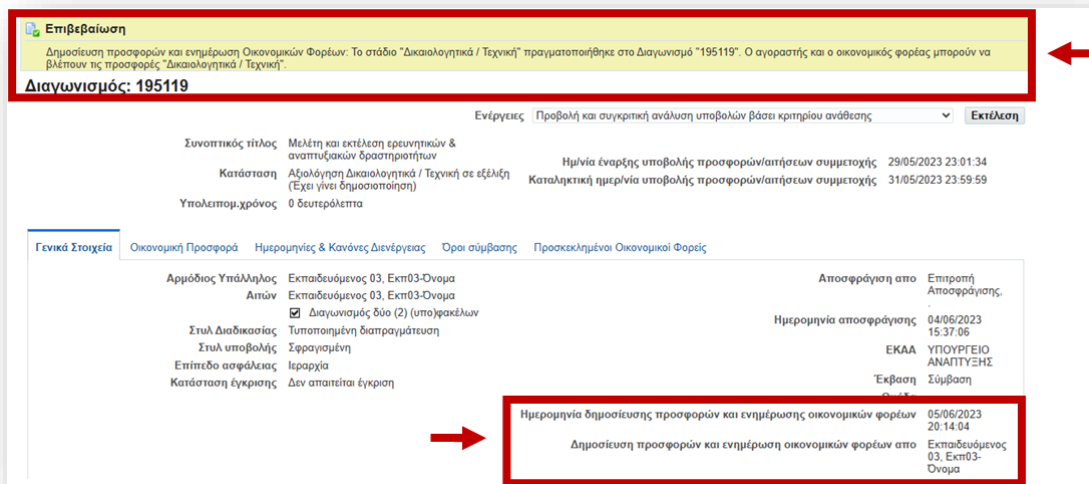 Επιβεβαίωση
Δημοσίευση προσφορών και ενημέρωση Οικονομικών Φορέων: Το στάδιο "Δικαιολογητικά / Τεχνική" πραγματοποιήθηκε στο Διαγωνισμό "195119". Ο αγοραστής και ο οικονομικός φορέας μπορούν να
βλέπουν τις προσφορές "Δικαιολογητικά / Τεχνική".
Διαγωνισμός: 195119
Ενέργειες Προβολή και συγκριτική ανάλυση υποβολών βάσει κριτηρίου ανάθεσης Εκτέλεση
Συνοπτικός τίτλος Μελέτη και εκτέλεση ερευνητικών &
αναπτυξιακών δραστηριοτήτων
Κατάσταση Αξιολόγηση Δικαιολογητικά / Τεχνική σε εξέλιξη
(Έχει γίνει δημοσιοποίηση)
Υπολειπομ.χρόνος 0 δευτερόλεπτα
Ημ/νία έναρξης υποβολής προσφορών/αιτήσεων συμμετοχής 29/05/2023 23:01:34
Καταληκτική ημερ/νία υποβολής προσφορών/αιτήσεων συμμετοχής 31/05/2023 23:59:59
Γενικά Στοιχεία Οικονομική Προσφορά Ημερομηνίες & Κανόνες Διενέργειας Όροι σύμβασης Προσκεκλημένοι Οικονομικοί Φορείς
Αρμόδιος Υπάλληλος Εκπαιδευόμενος 03, Εκπ03-Όνομα
Αιτών Εκπαιδευόμενος 03, Εκπ03-Όνομα
Διαγωνισμός δύο (2) (υπο)φακέλων
Στυλ Διαδικασίας Τυποποιημένη διαπραγμάτευση
Στυλ υποβολής Σφραγισμένη
Επίπεδο ασφάλειας Ιεραρχία
Κατάσταση έγκρισης Δεν απαιτείται έγκριση
Αποσφράγιση απο Επιτροπή
Αποσφράγισης,
.
Ημερομηνία αποσφράγισης 04/06/2023
15:37:06
ΕΚΑΑ ΥΠΟΥΡΓΕΙΟ
ΑΝΑΠΤΥΞΗΣ
Έκβαση Σύμβαση
Ημερομηνία δημοσίευσης προσφορών και ενημέρωσης οικονομικών φορέων 05/06/2023
20:14:04
Δημοσίευση προσφορών και ενημέρωση οικονομικών φορέων απο Εκπαιδευόμενος
03, Εκπ03-
Όνομα